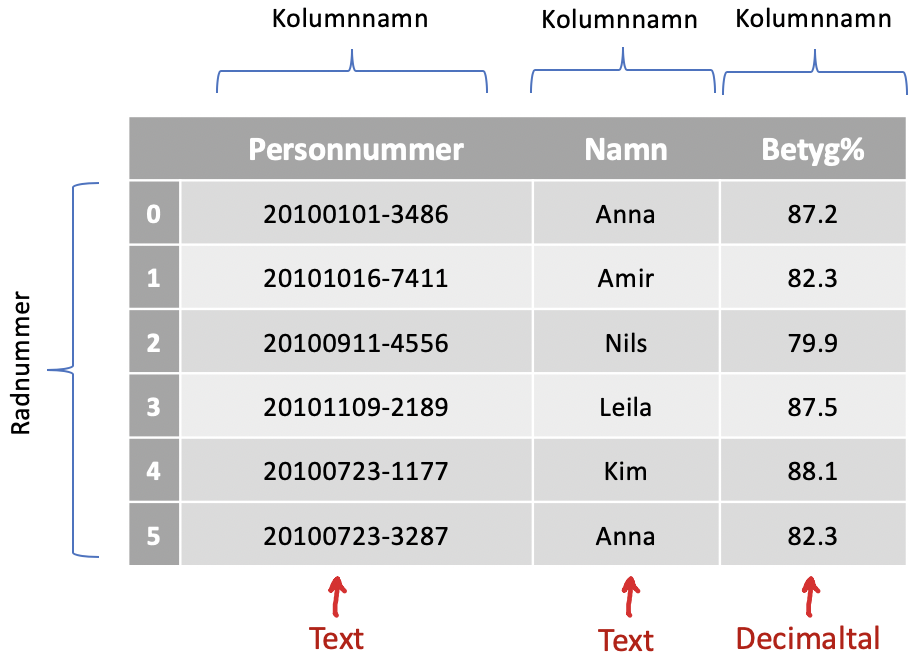 Kolumnnamn Kolumnnamn Kolumnnamn
Personnummer Namn Betyg%
0 20100101-3486 Anna 87.2
1 20101016-7411 Amir 82.3
2 20100911-4556 Nils 79.9
3 20101109-2189 Leila 87.5
4 20100723-1177 Kim 88.1
5 20100723-3287 Anna 82.3
Radnummer
Text Text Decimaltal